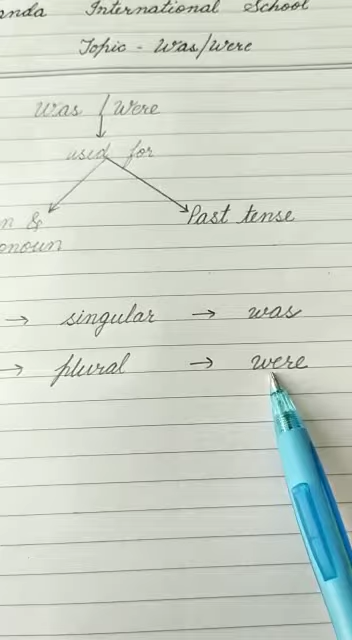 International School
Topic - Was/Were
Was / Were
used for
& Past tense
→ singular → was
→ plural → were